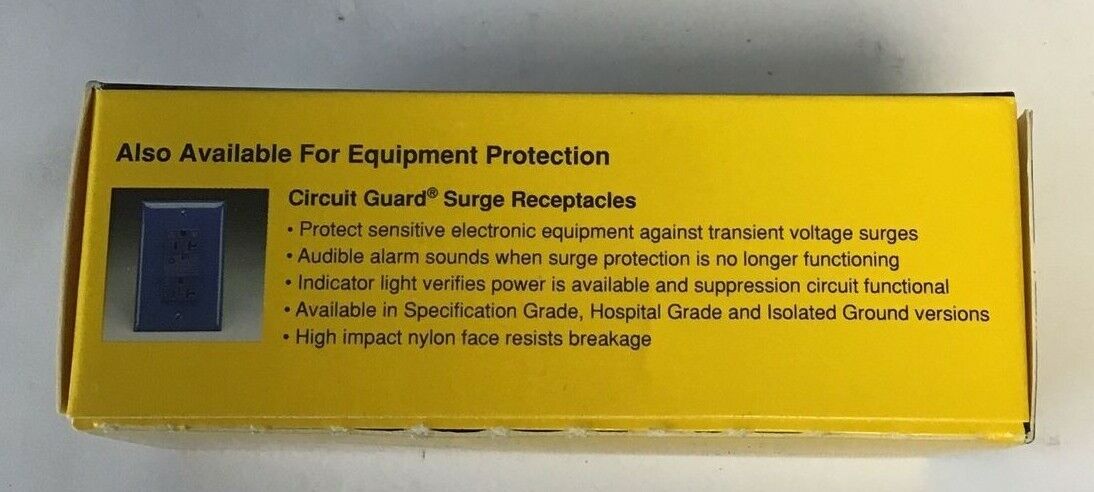 Also Available For Equipment Protection
Circuit Guard® Surge Receptacles
• Protect sensitive electronic equipment against transient voltage surges
• Audible alarm sounds when surge protection is no longer functioning
• Indicator light verifies power is available and suppression circuit functional
• Available in Specification Grade, Hospital Grade and Isolated Ground versions
• High impact nylon face resists breakage